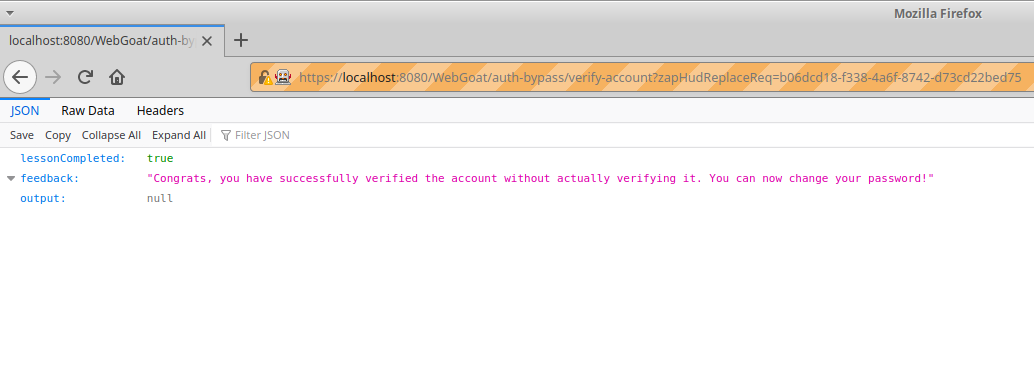 Mozilla Firefox
localhost:8080/WebGoat/auth-by
https://localhost:8080/WebGoat/auth-bypass/verify-account?zapHudReplaceReq=b06dcd18-f338-4a6f-8742-d73cd22bed75
JSON Raw Data Headers
Save Copy Collapse All Expand All Filter JSON
lessonCompleted: true
feedback: "Congrats, you have successfully verified the account without actually verifying it. You can now change your password!"
output: null